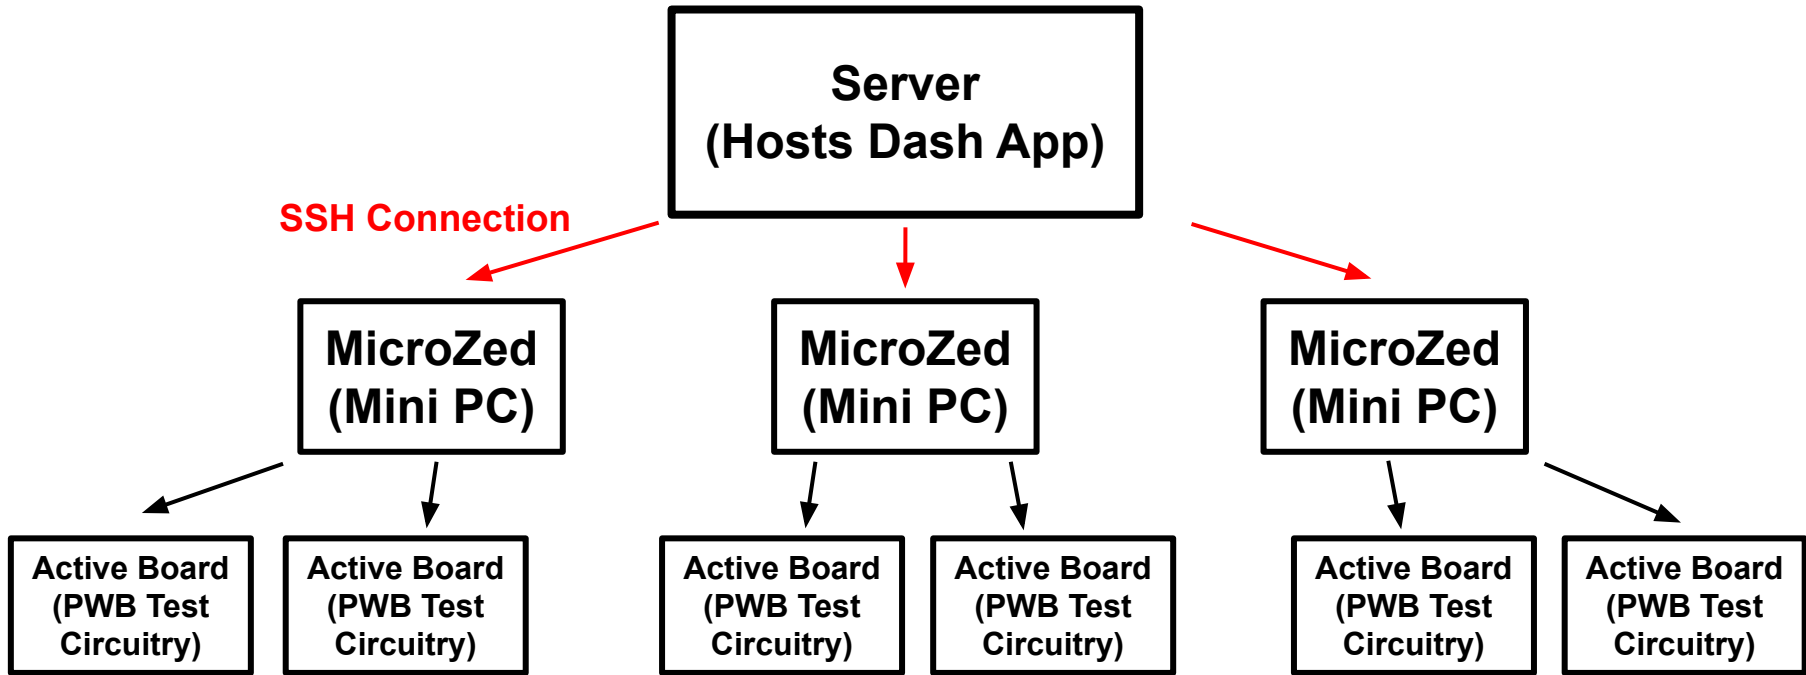 Server
(Hosts Dash App)
SSH Connection
MicroZed
(Mini PC)
MicroZed
(Mini PC)
MicroZed
(Mini PC)
Active Board
(PWB Test
Circuitry)
Active Board
(PWB Test
Circuitry)
Active Board
(PWB Test
Circuitry)
Active Board
(PWB Test
Circuitry)
Active Board
(PWB Test
Circuitry)
Active Board
(PWB Test
Circuitry)